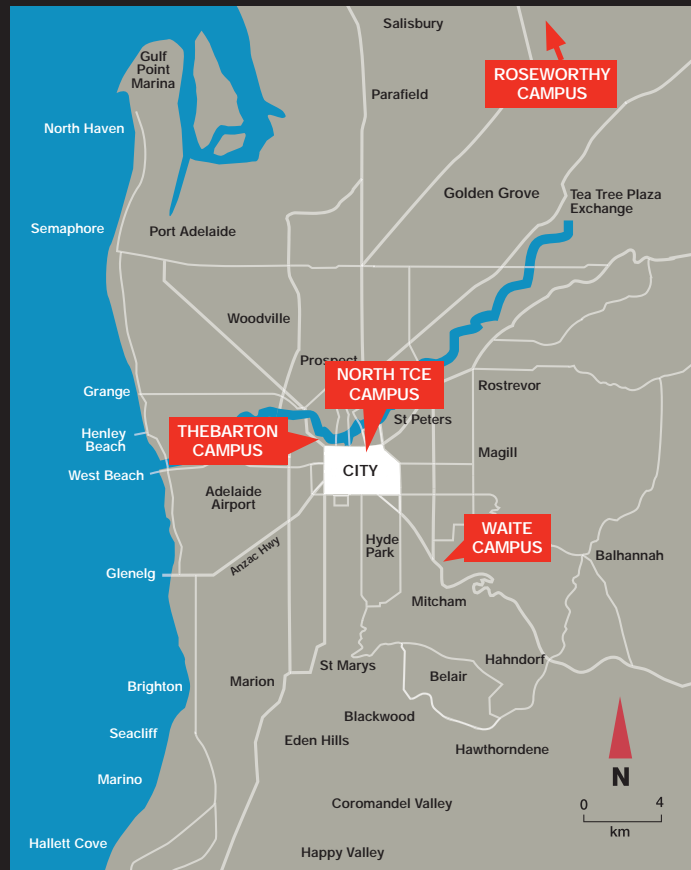 Salisbury
Gulf
Point
Marina
ROSEWORTHY
CAMPUS
Parafield
North Haven
Golden Grove
Tea Tree Plaza
Exchange
Semaphore
Port Adelaide
Woodville
Prospect
NORTH TCE
CAMPUS
Grange
Rostrevor
St Peters
THEBARTON
CAMPUS
Henley
Beach
Magill
West Beach
CITY
Adelaide
Airport
WAITE
CAMPUS
Hyde
Park
Anzac Hwy
Balhannah
Glenelg
Mitcham
Hahndorf
St Marys
Belair
Marion
Brighton
Blackwood
Seacliff
Eden Hills
Hawthorndene
Marino
N
Coromandel Valley
0 4
km
Hallett Cove
Happy Valley